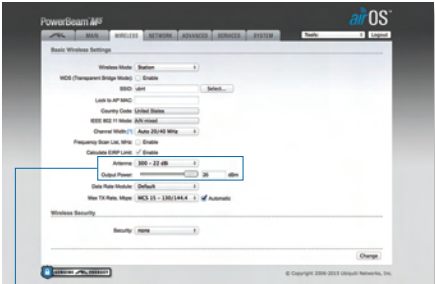 PowerBeam M5
airOS
MAIN WIRELESS NETWORK ADVANCED SERVICES SYSTEM Tools: Logout
Basic Wireless Settings
Wireless Mode: Station
WDS (Transparent Bridge Mode): Enable
SSID: ubnt Select...
Lock to AP MAC:
Country Code: United States
IEEE 802.11 Mode: A/N mixed
Channel Width:[?] Auto 20/40 MHz
Frequency Scan List, MHz: Enable
Calculate EIRP Limit: Enable
Antenna: 300 - 22 dBi
Output Power: 26 dBm
Data Rate Module: Default
Max TX Rate, Mbps: MCS 15 - 130/144.4 Automatic
Wireless Security
Security: none
Change
GENUINE PRODUCT
© Copyright 2006-2013 Ubiquiti Networks, Inc.